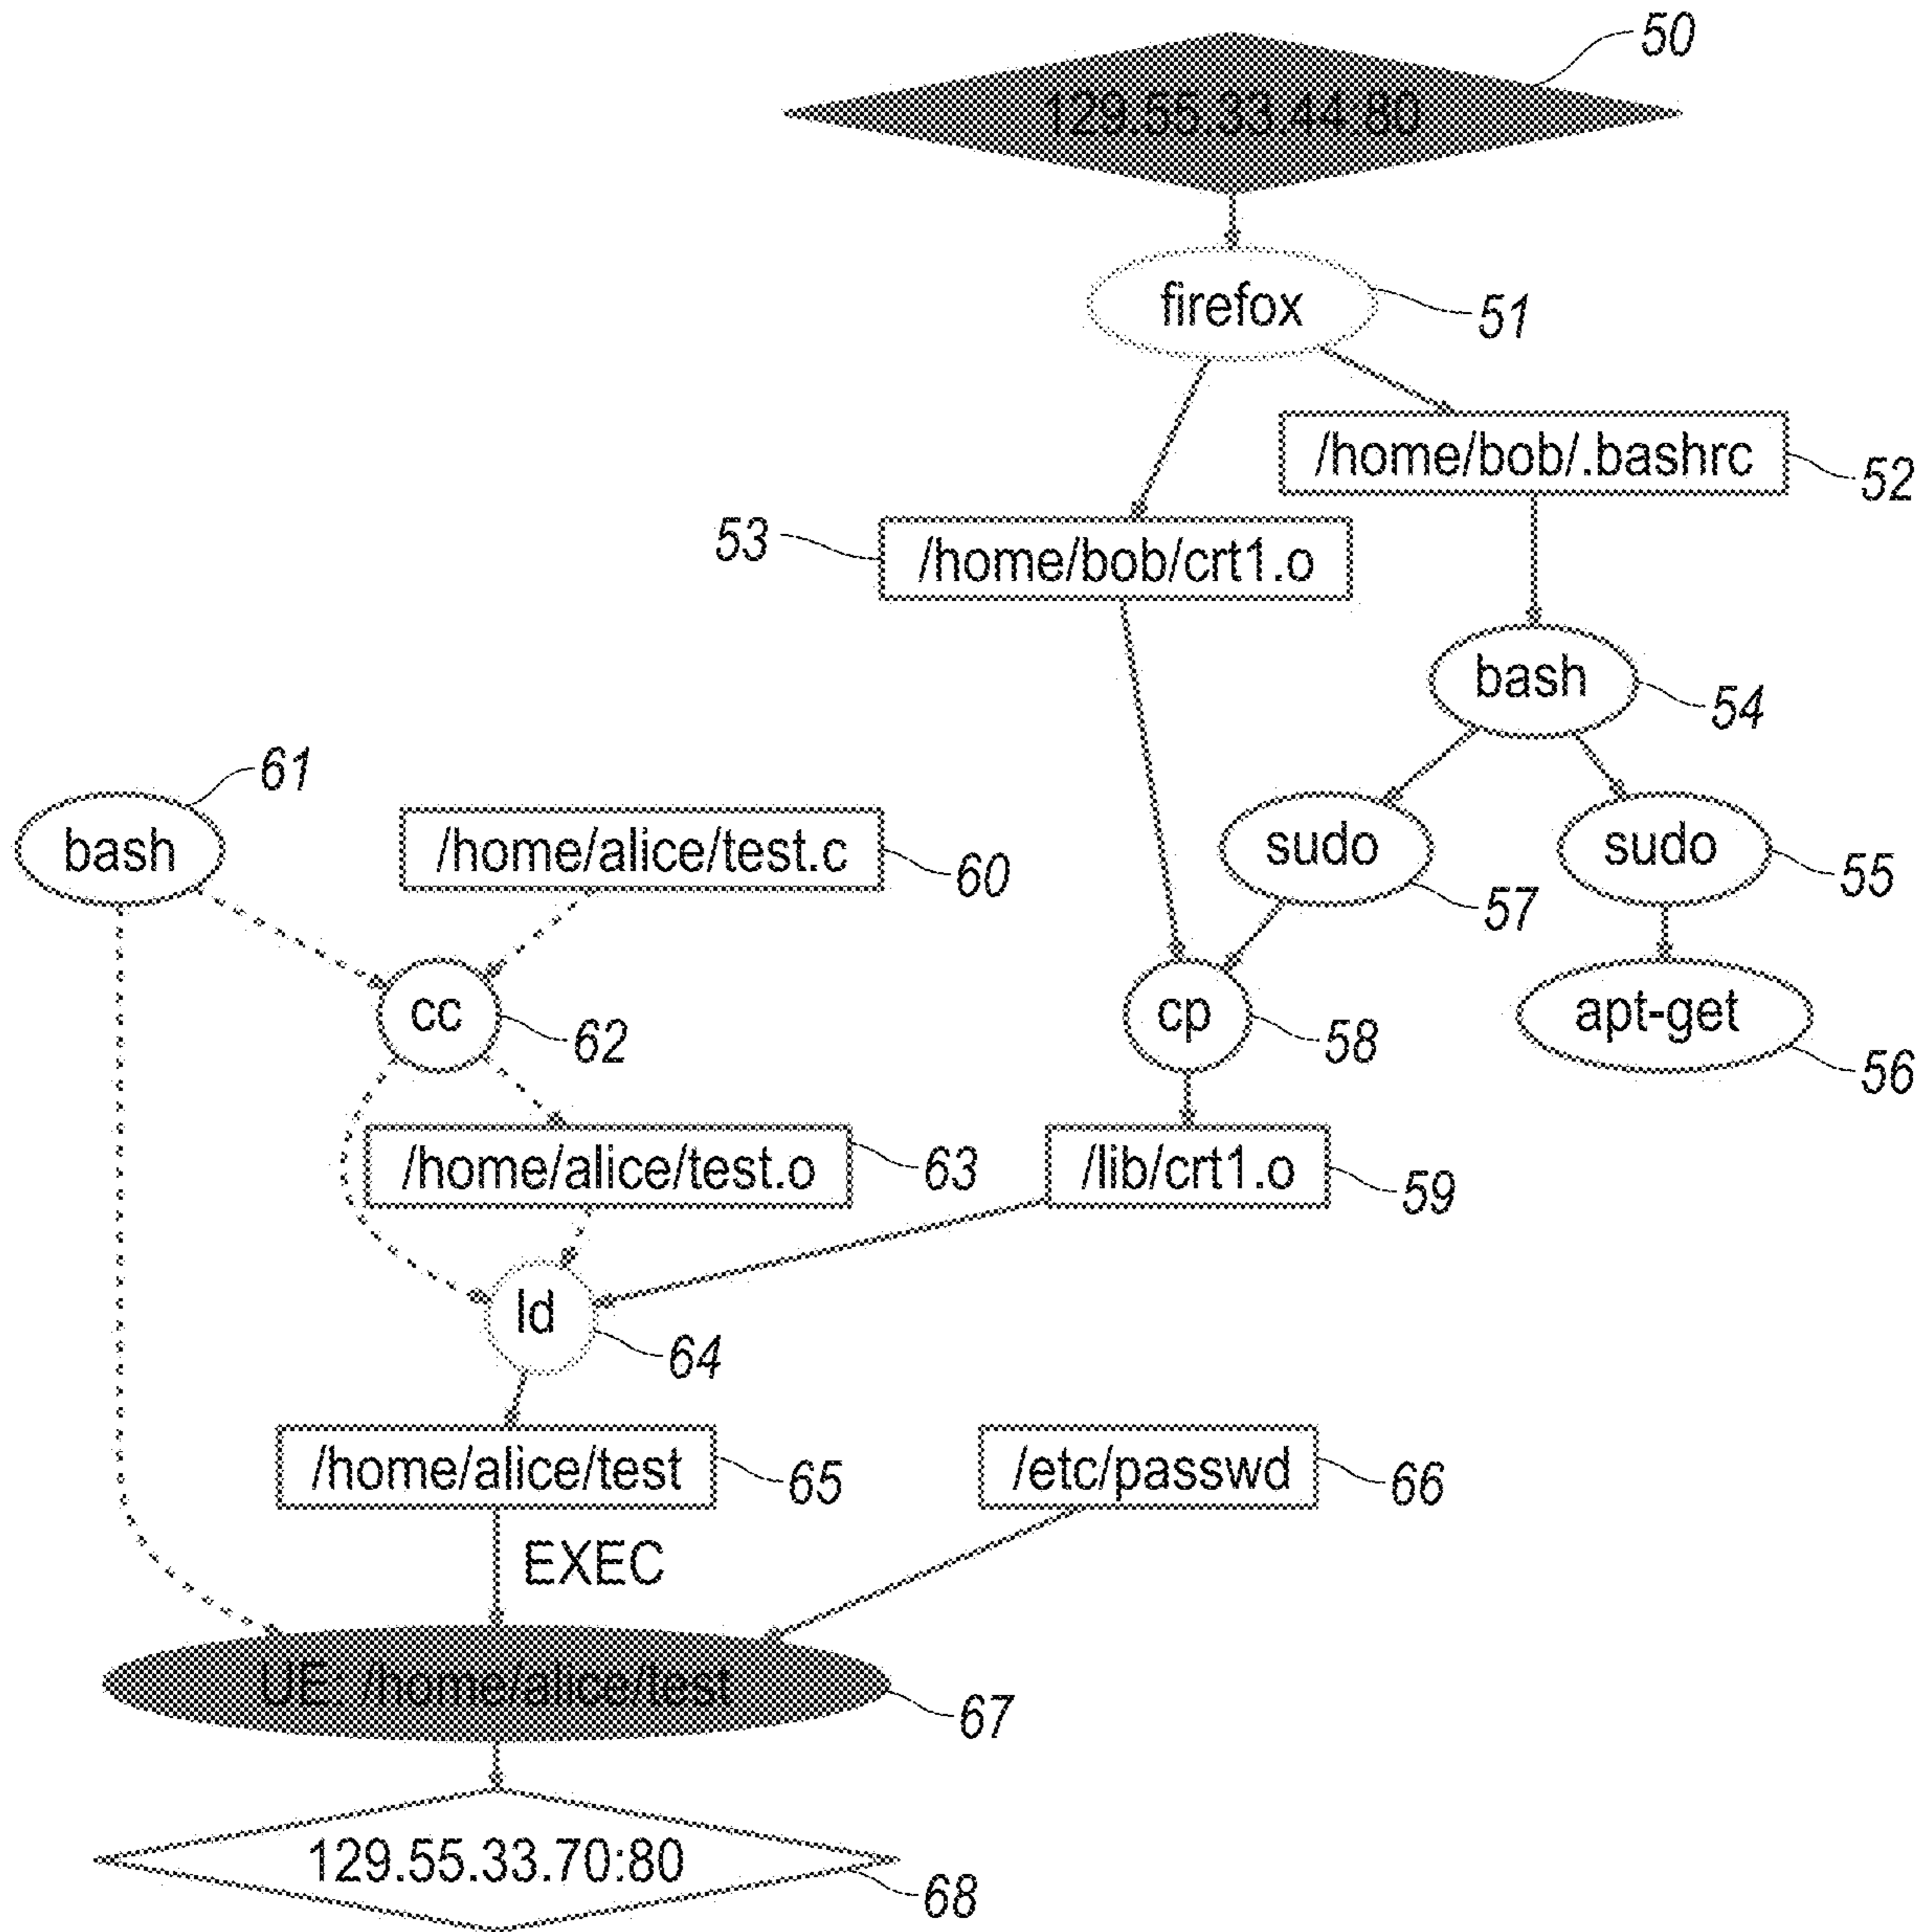 50
129.55.33.44:80
firefox
51
/home/bob/.bashrc
52
53
/home/bob/crt1.o
bash
54
61
bash
/home/alice/test.c
60
sudo
57
sudo
55
cc
62
cp
58
apt-get
56
/home/alice/test.o
63
/lib/crt1.o
59
ld
64
/home/alice/test
65
/etc/passwd
66
EXEC
UE: /home/alice/test
67
129.55.33.70:80
68